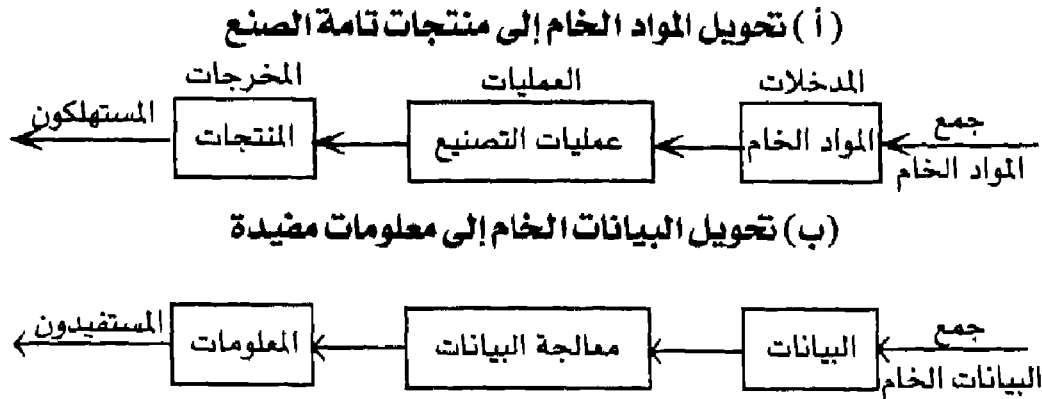 (أ) تحويل المواد الخام إلى منتجات تامة الصنع
المدخلات العمليات المخرجات
جمع المواد الخام عمليات التصنيع المنتجات المستهلكون
المواد الخام
(ب) تحويل البيانات الخام إلى معلومات مفيدة
جمع البيانات معالجة البيانات المعلومات المستفيدون
البيانات الخام